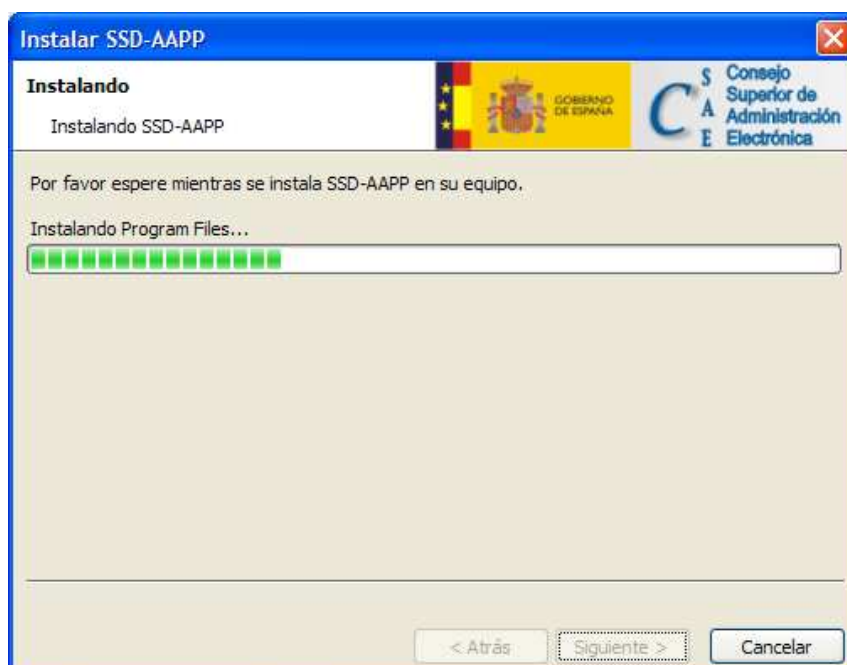 Instalar SSD-AAPP
Instalando
Instalando SSD-AAPP
GOBIERNO
DE ESPAÑA
C S A E
Consejo
Superior de
Administración
Electrónica
Por favor espere mientras se instala SSD-AAPP en su equipo.
Instalando Program Files...
< Atrás
Siguiente >
Cancelar